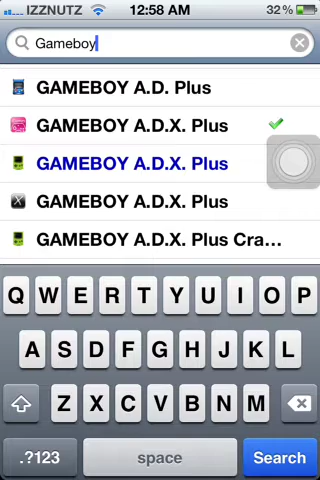 IZZNUTZ 12:58 AM 32%
Gameboy
GAMEBOY A.D. Plus
GAMEBOY A.D.X. Plus
GAMEBOY A.D.X. Plus
GAMEBOY A.D.X. Plus
GAMEBOY A.D.X. Plus Cra...
Q W E R T Y U I O P
A S D F G H J K L
Z X C V B N M
.?123 space Search